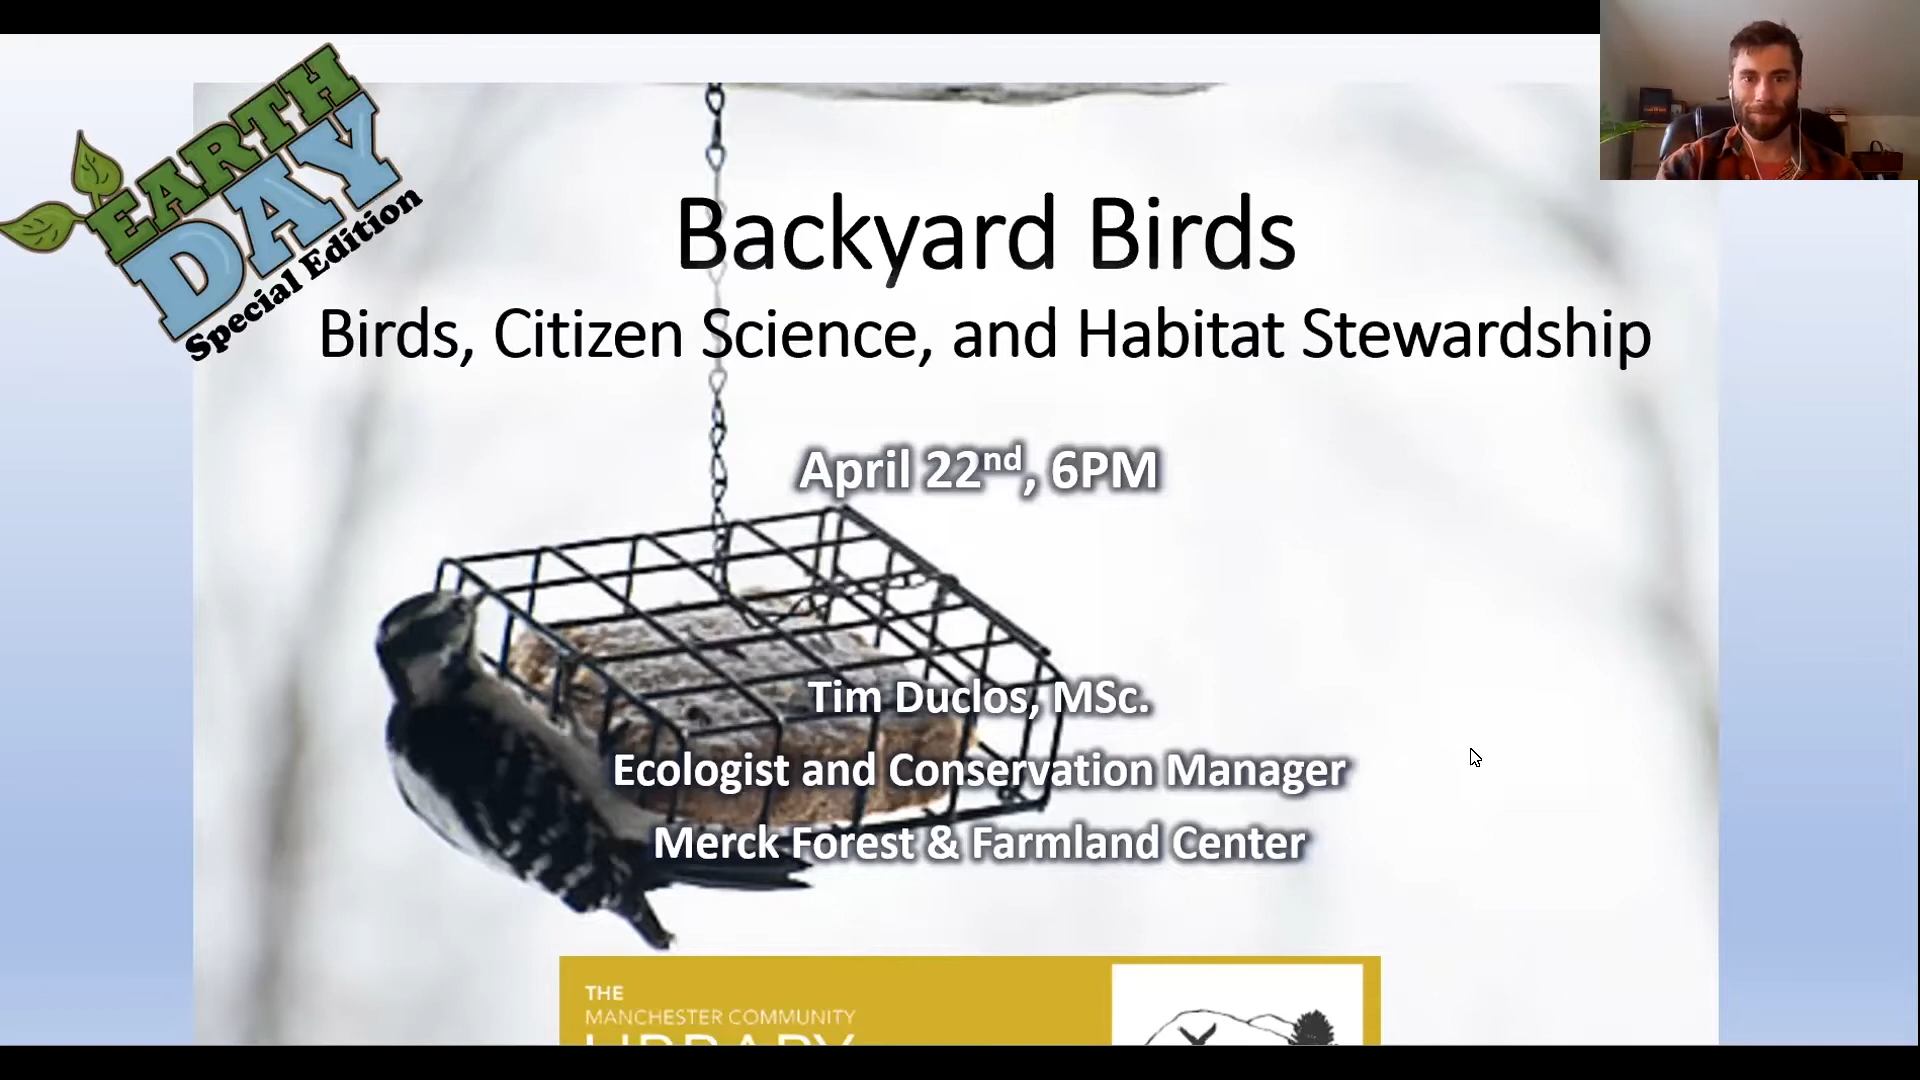 EARTH
DAY
Special Edition
Backyard Birds
Birds, Citizen Science, and Habitat Stewardship
April 22nd, 6PM
Tim Duclos, MSc.
Ecologist and Conservation Manager
Merck Forest & Farmland Center
THE
MANCHESTER COMMUNITY
LIBRARY